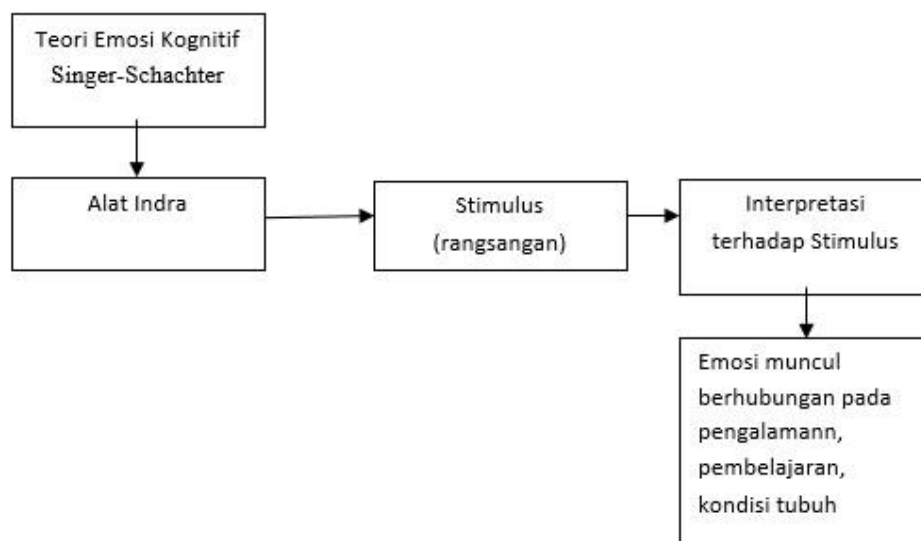 Teori Emosi Kognitif
Singer-Schachter
Alat Indra
Stimulus
(rangsangan)
Interpretasi
terhadap Stimulus
Emosi muncul
berhubungan pada
pengalamann,
pembelajaran,
kondisi tubuh